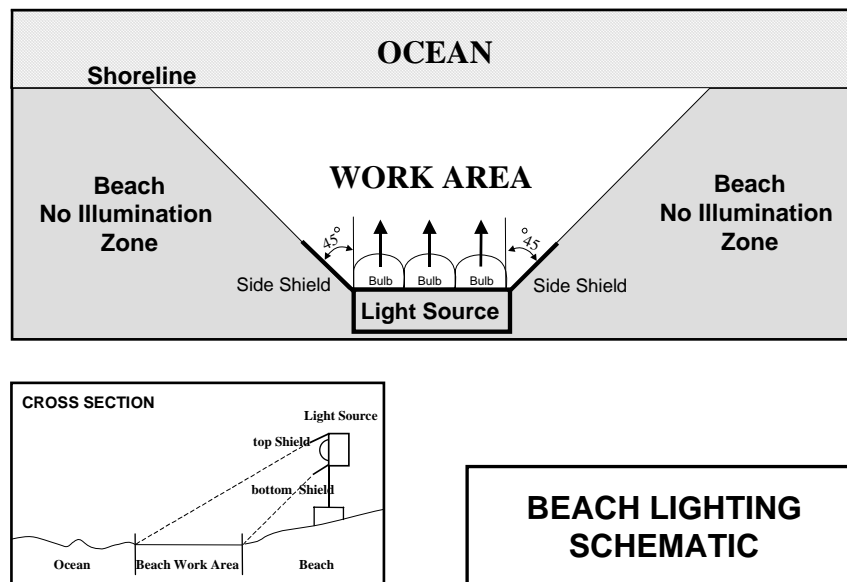 OCEAN
Shoreline
WORK AREA
Beach
No Illumination
Zone
Beach
No Illumination
Zone
45°
°45
Side Shield
Bulb
Bulb
Bulb
Side Shield
Light Source
CROSS SECTION
Light Source
top Shield
bottom Shield
Ocean
Beach Work Area
Beach
BEACH LIGHTING
SCHEMATIC